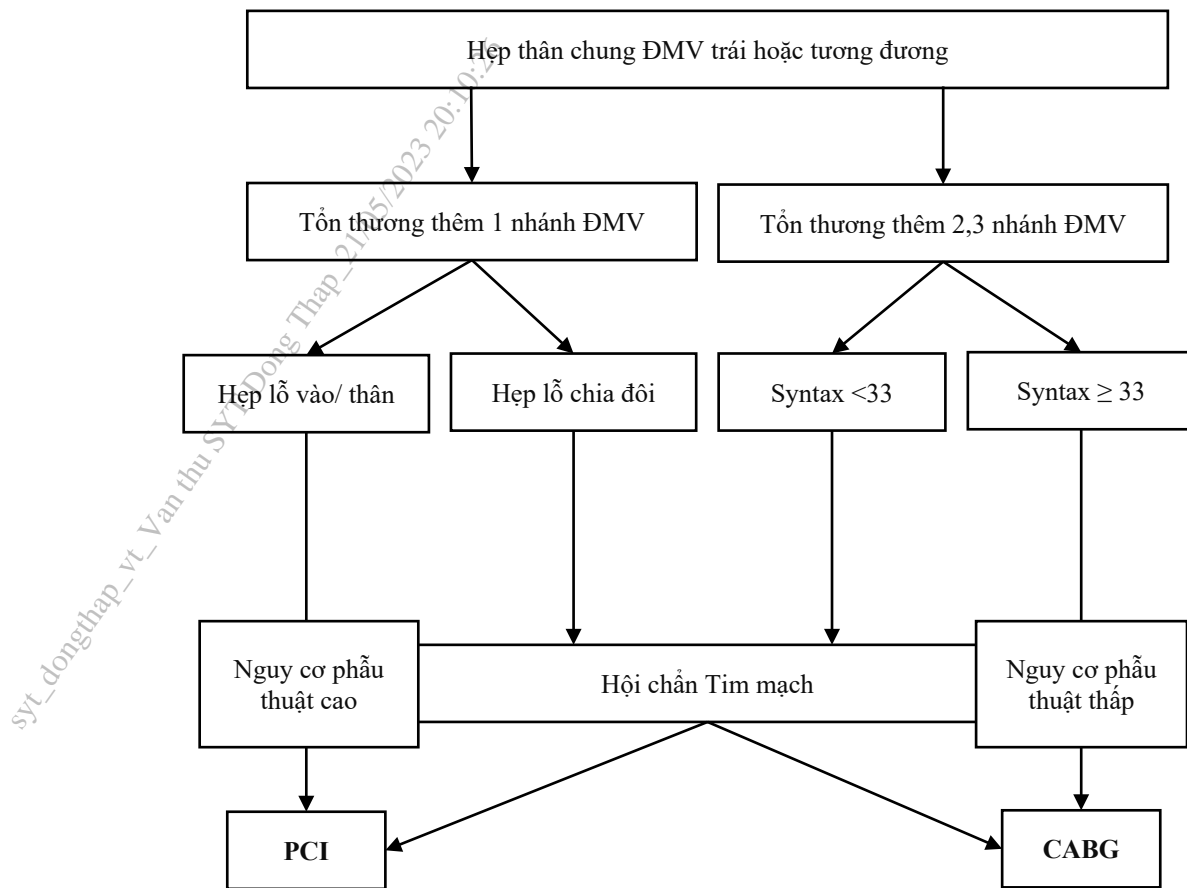 Hẹp thân chung ĐMV trái hoặc tương đương
Tổn thương thêm 1 nhánh ĐMV
Tổn thương thêm 2,3 nhánh ĐMV
Hẹp lỗ vào/ thân
Hẹp lỗ chia đôi
Syntax <33
Syntax ≥ 33
Nguy cơ phẫu
thuật cao
Hội chẩn Tim mạch
Nguy cơ phẫu
thuật thấp
PCI
CABG
syt_dongthap_vt_Van thu SYT Dong Thap_21/05/2023 20:10:26